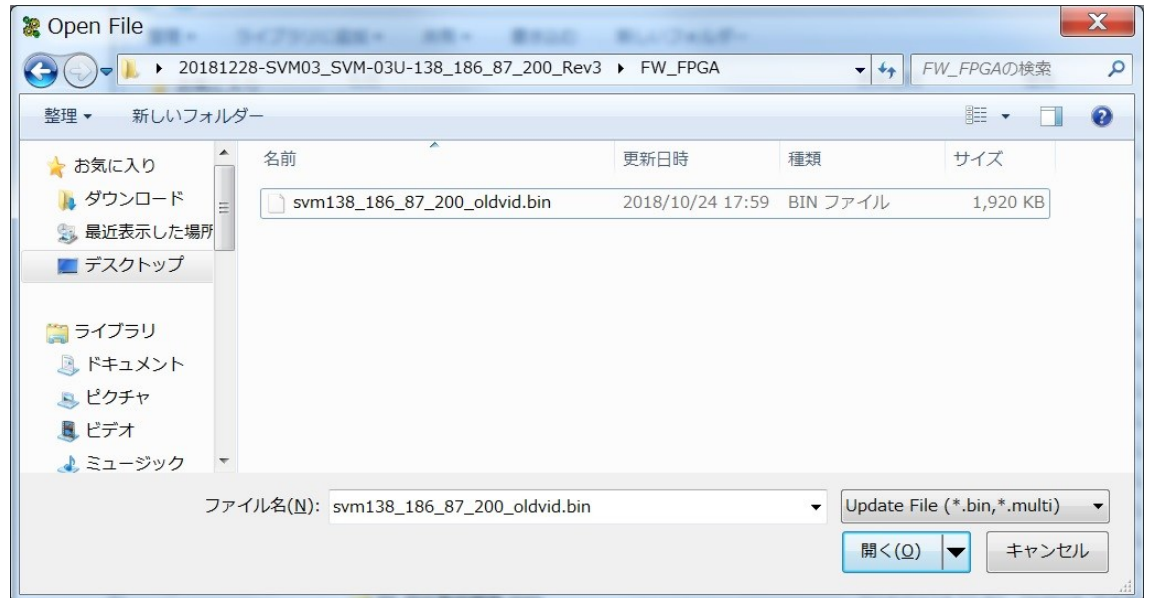 Open File
20181228-SVM03_SVM-03U-138_186_87_200_Rev3 FW_FPGA FW_FPGAの検索
整理 新しいフォルダー
お気に入り
ダウンロード
最近表示した場所
デスクトップ
ライブラリ
ドキュメント
ピクチャ
ビデオ
ミュージック
名前 更新日時 種類 サイズ
svm138_186_87_200_oldvid.bin 2018/10/24 17:59 BIN ファイル 1,920 KB
ファイル名(N): svm138_186_87_200_oldvid.bin Update File (*.bin,*.multi)
開く(O) キャンセル